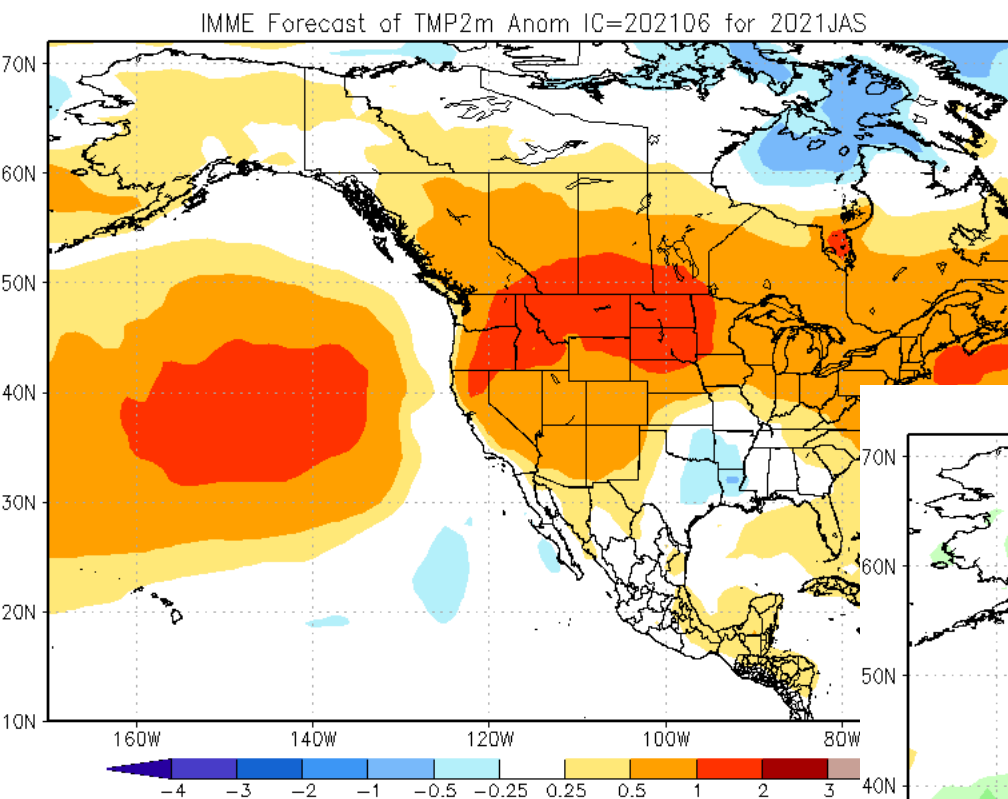 IMME Forecast of TMP2m Anom IC=202106 for 2021JAS
70N
60N
50N
40N
30N
20N
10N
160W 140W 120W 100W 80W
-4 -3 -2 -1 -0.5 -0.25 0.25 0.5 1 2 3
70N
60N
50N
40N